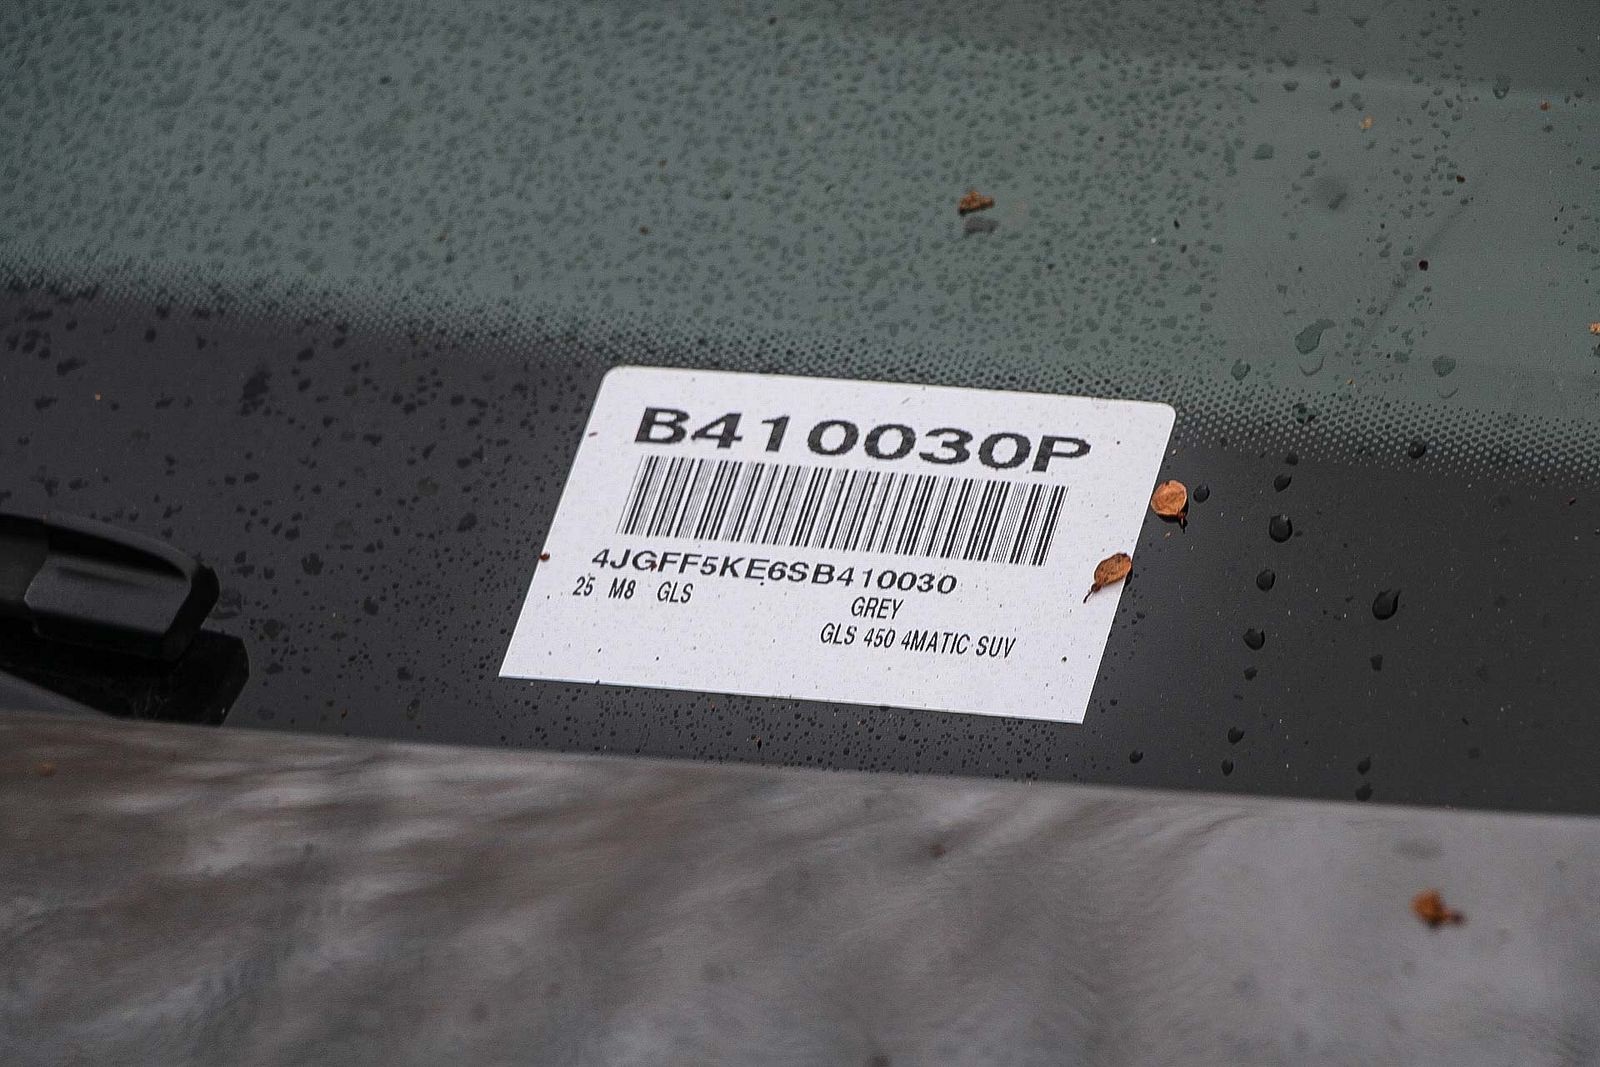 B410030P
4JGFF5KE6SB410030
25 M8 GLS GREY
GLS 450 4MATIC SUV